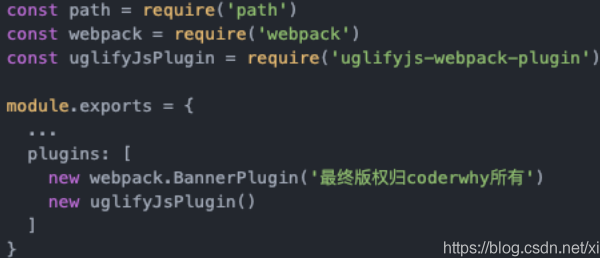 const path = require('path')
const webpack = require('webpack')
const uglifyJsPlugin = require('uglifyjs-webpack-plugin')
module.exports = {
...
plugins: [
new webpack.BannerPlugin('最终版权归coderwhy所有')
new uglifyJsPlugin()
]
}
https://blog.csdn.net/xi